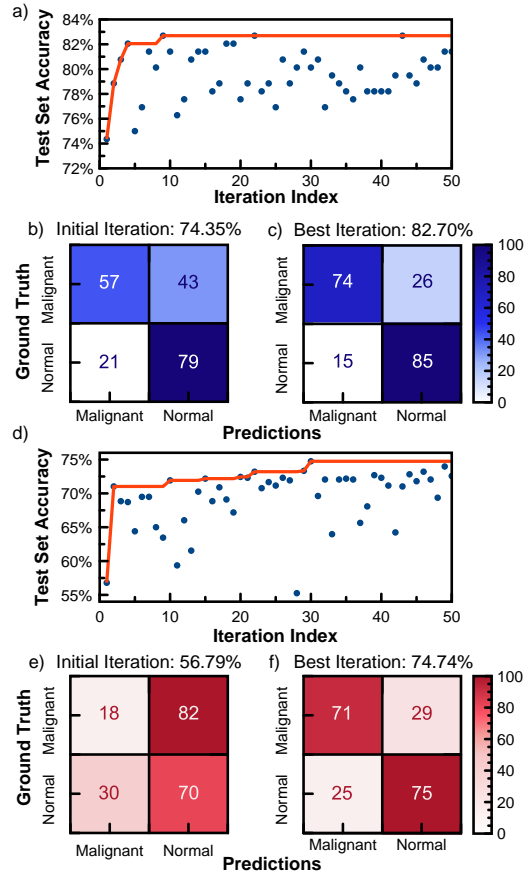 a)
84%
82%
80%
78%
76%
74%
72%
Test Set Accuracy
0 10 20 30 40 50
Iteration Index
b) Initial Iteration: 74.35%
c) Best Iteration: 82.70%
Ground Truth
Malignant
Normal
57 43
21 79
74 26
15 85
Malignant
Normal
100
80
60
40
20
0
Malignant Normal
Malignant Normal
Predictions
d)
75%
70%
65%
60%
55%
Test Set Accuracy
0 10 20 30 40 50
Iteration Index
e) Initial Iteration: 56.79%
f) Best Iteration: 74.74%
Ground Truth
Malignant
Normal
18 82
30 70
Malignant
Normal
71 29
25 75
100
80
60
40
20
0
Malignant Normal
Malignant Normal
Predictions